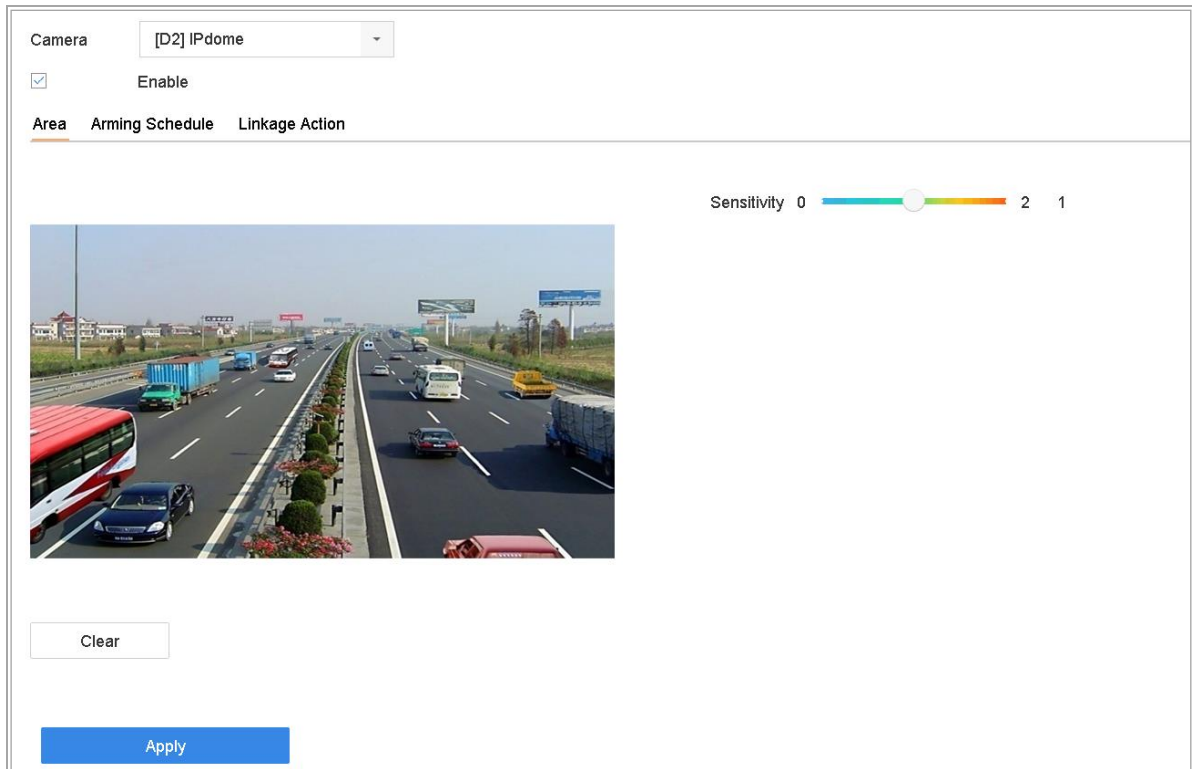 Camera [D2] IPdome
Enable
Area Arming Schedule Linkage Action
Sensitivity 0 2 1
Clear
Apply